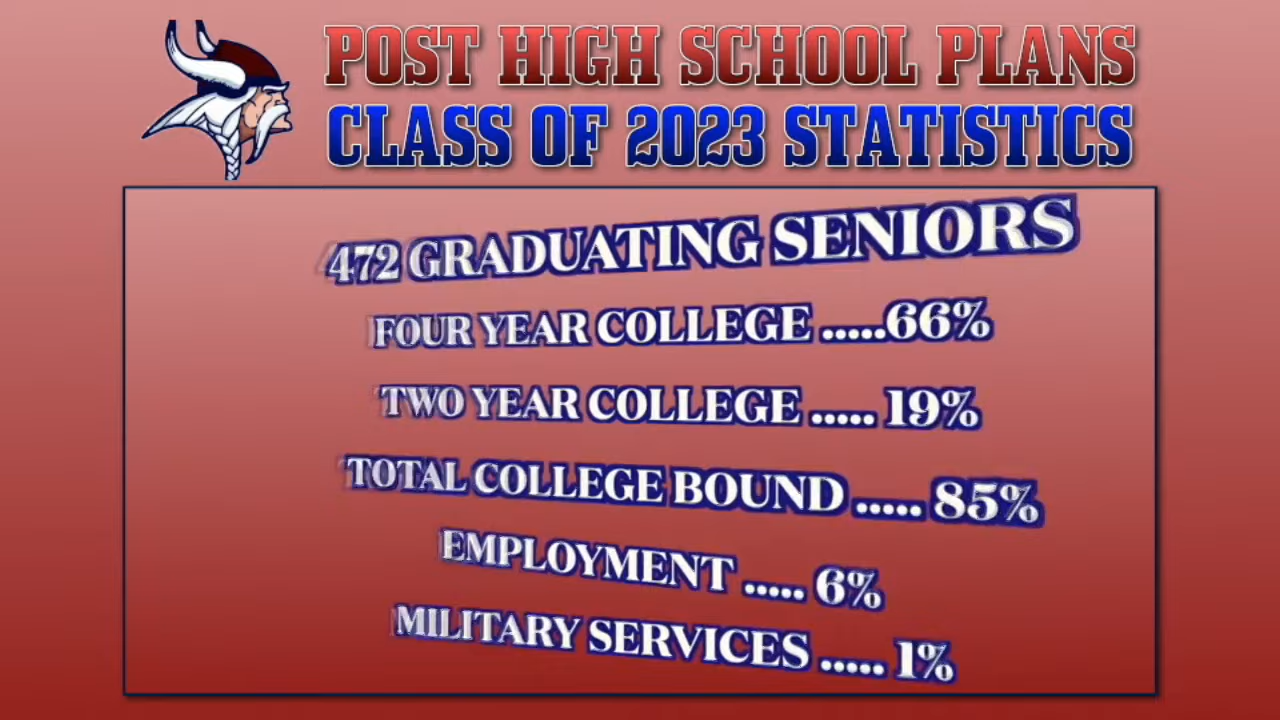 POST HIGH SCHOOL PLANS
CLASS OF 2023 STATISTICS
472 GRADUATING SENIORS
FOUR YEAR COLLEGE .....66%
TWO YEAR COLLEGE ..... 19%
TOTAL COLLEGE BOUND ..... 85%
EMPLOYMENT ..... 6%
MILITARY SERVICES ..... 1%